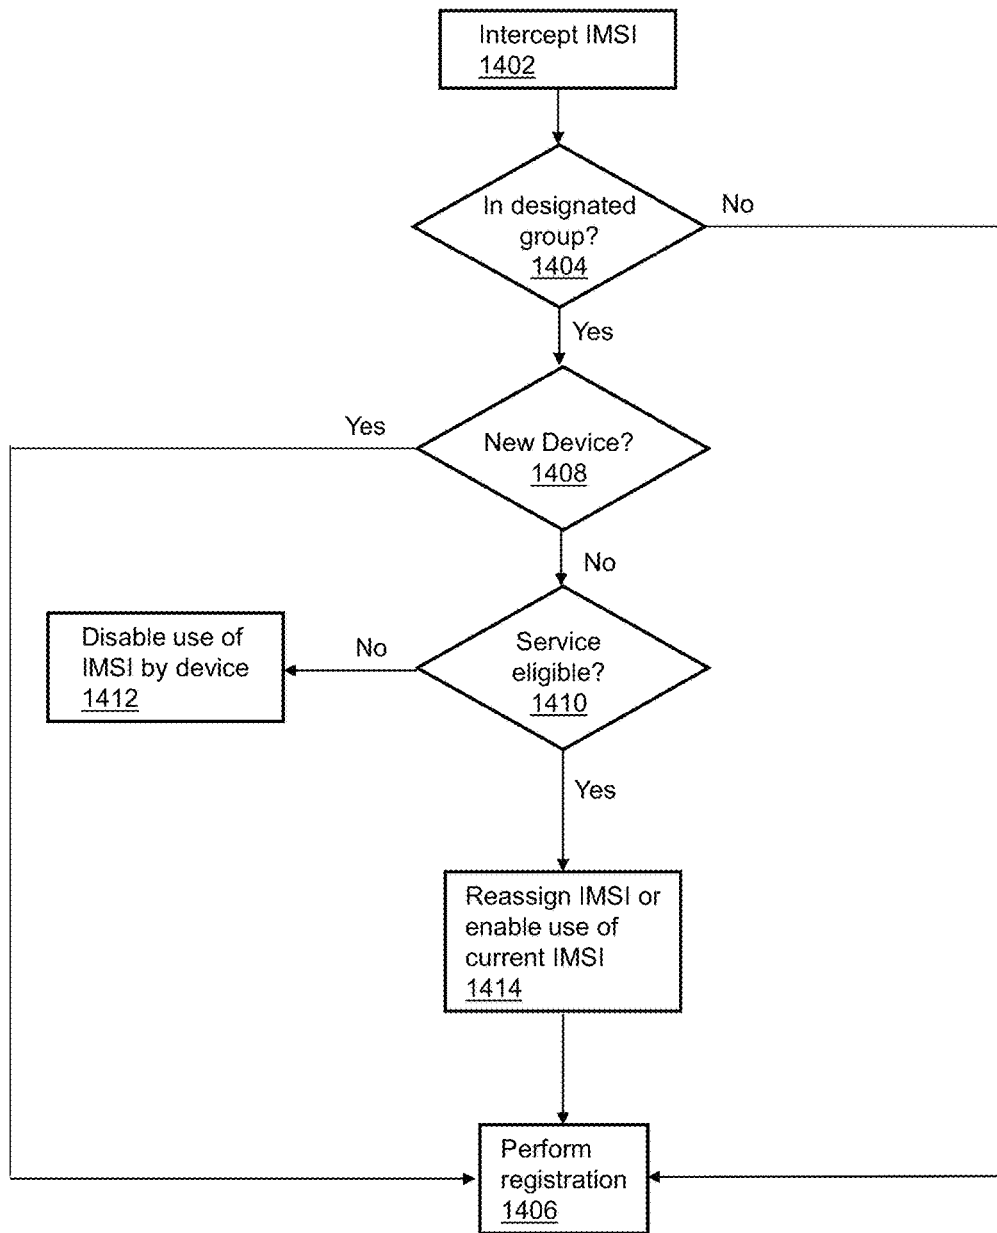 Intercept IMSI
1402
In designated
group?
1404
No
Yes
New Device?
1408
Yes
No
Service
eligible?
1410
No
Disable use of
IMSI by device
1412
Yes
Reassign IMSI or
enable use of
current IMSI
1414
Perform
registration
1406